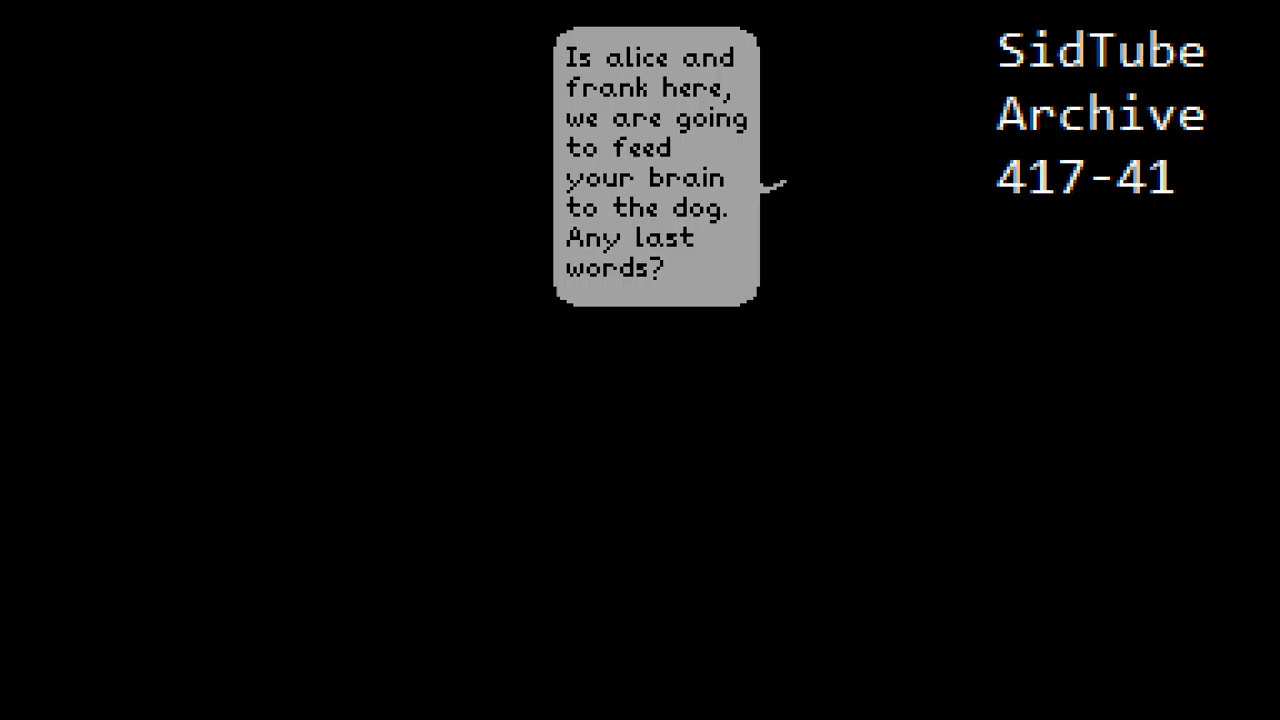 Is alice and
frank here,
we are going
to feed
your brain
to the dog.
Any last
words?
SidTube
Archive
417-41